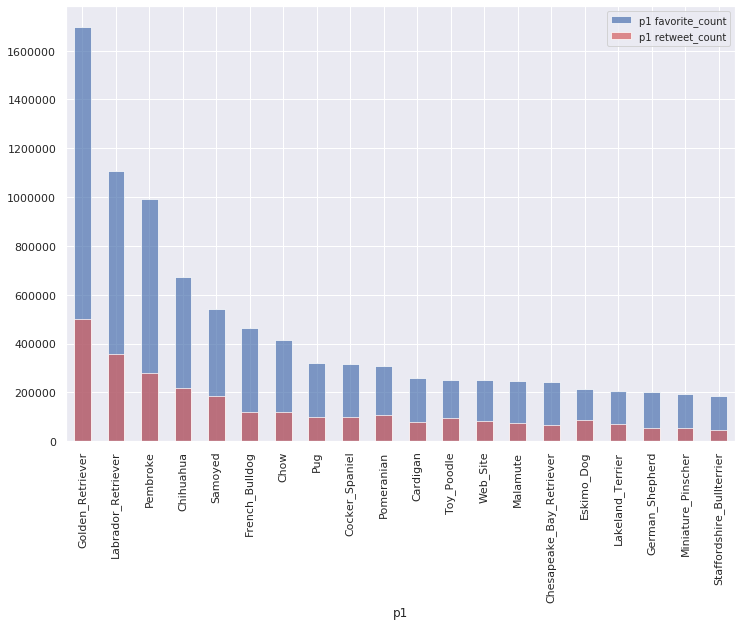 p1 favorite_count
p1 retweet_count
1600000
1400000
1200000
1000000
800000
600000
400000
200000
0
Golden_Retriever
Labrador_Retriever
Pembroke
Chihuahua
Samoyed
French_Bulldog
Chow
Pug
Cocker_Spaniel
Pomeranian
Cardigan
Toy_Poodle
Web_Site
Malamute
Chesapeake_Bay_Retriever
Eskimo_Dog
Lakeland_Terrier
German_Shepherd
Miniature_Pinscher
Staffordshire_Bullterrier
p1